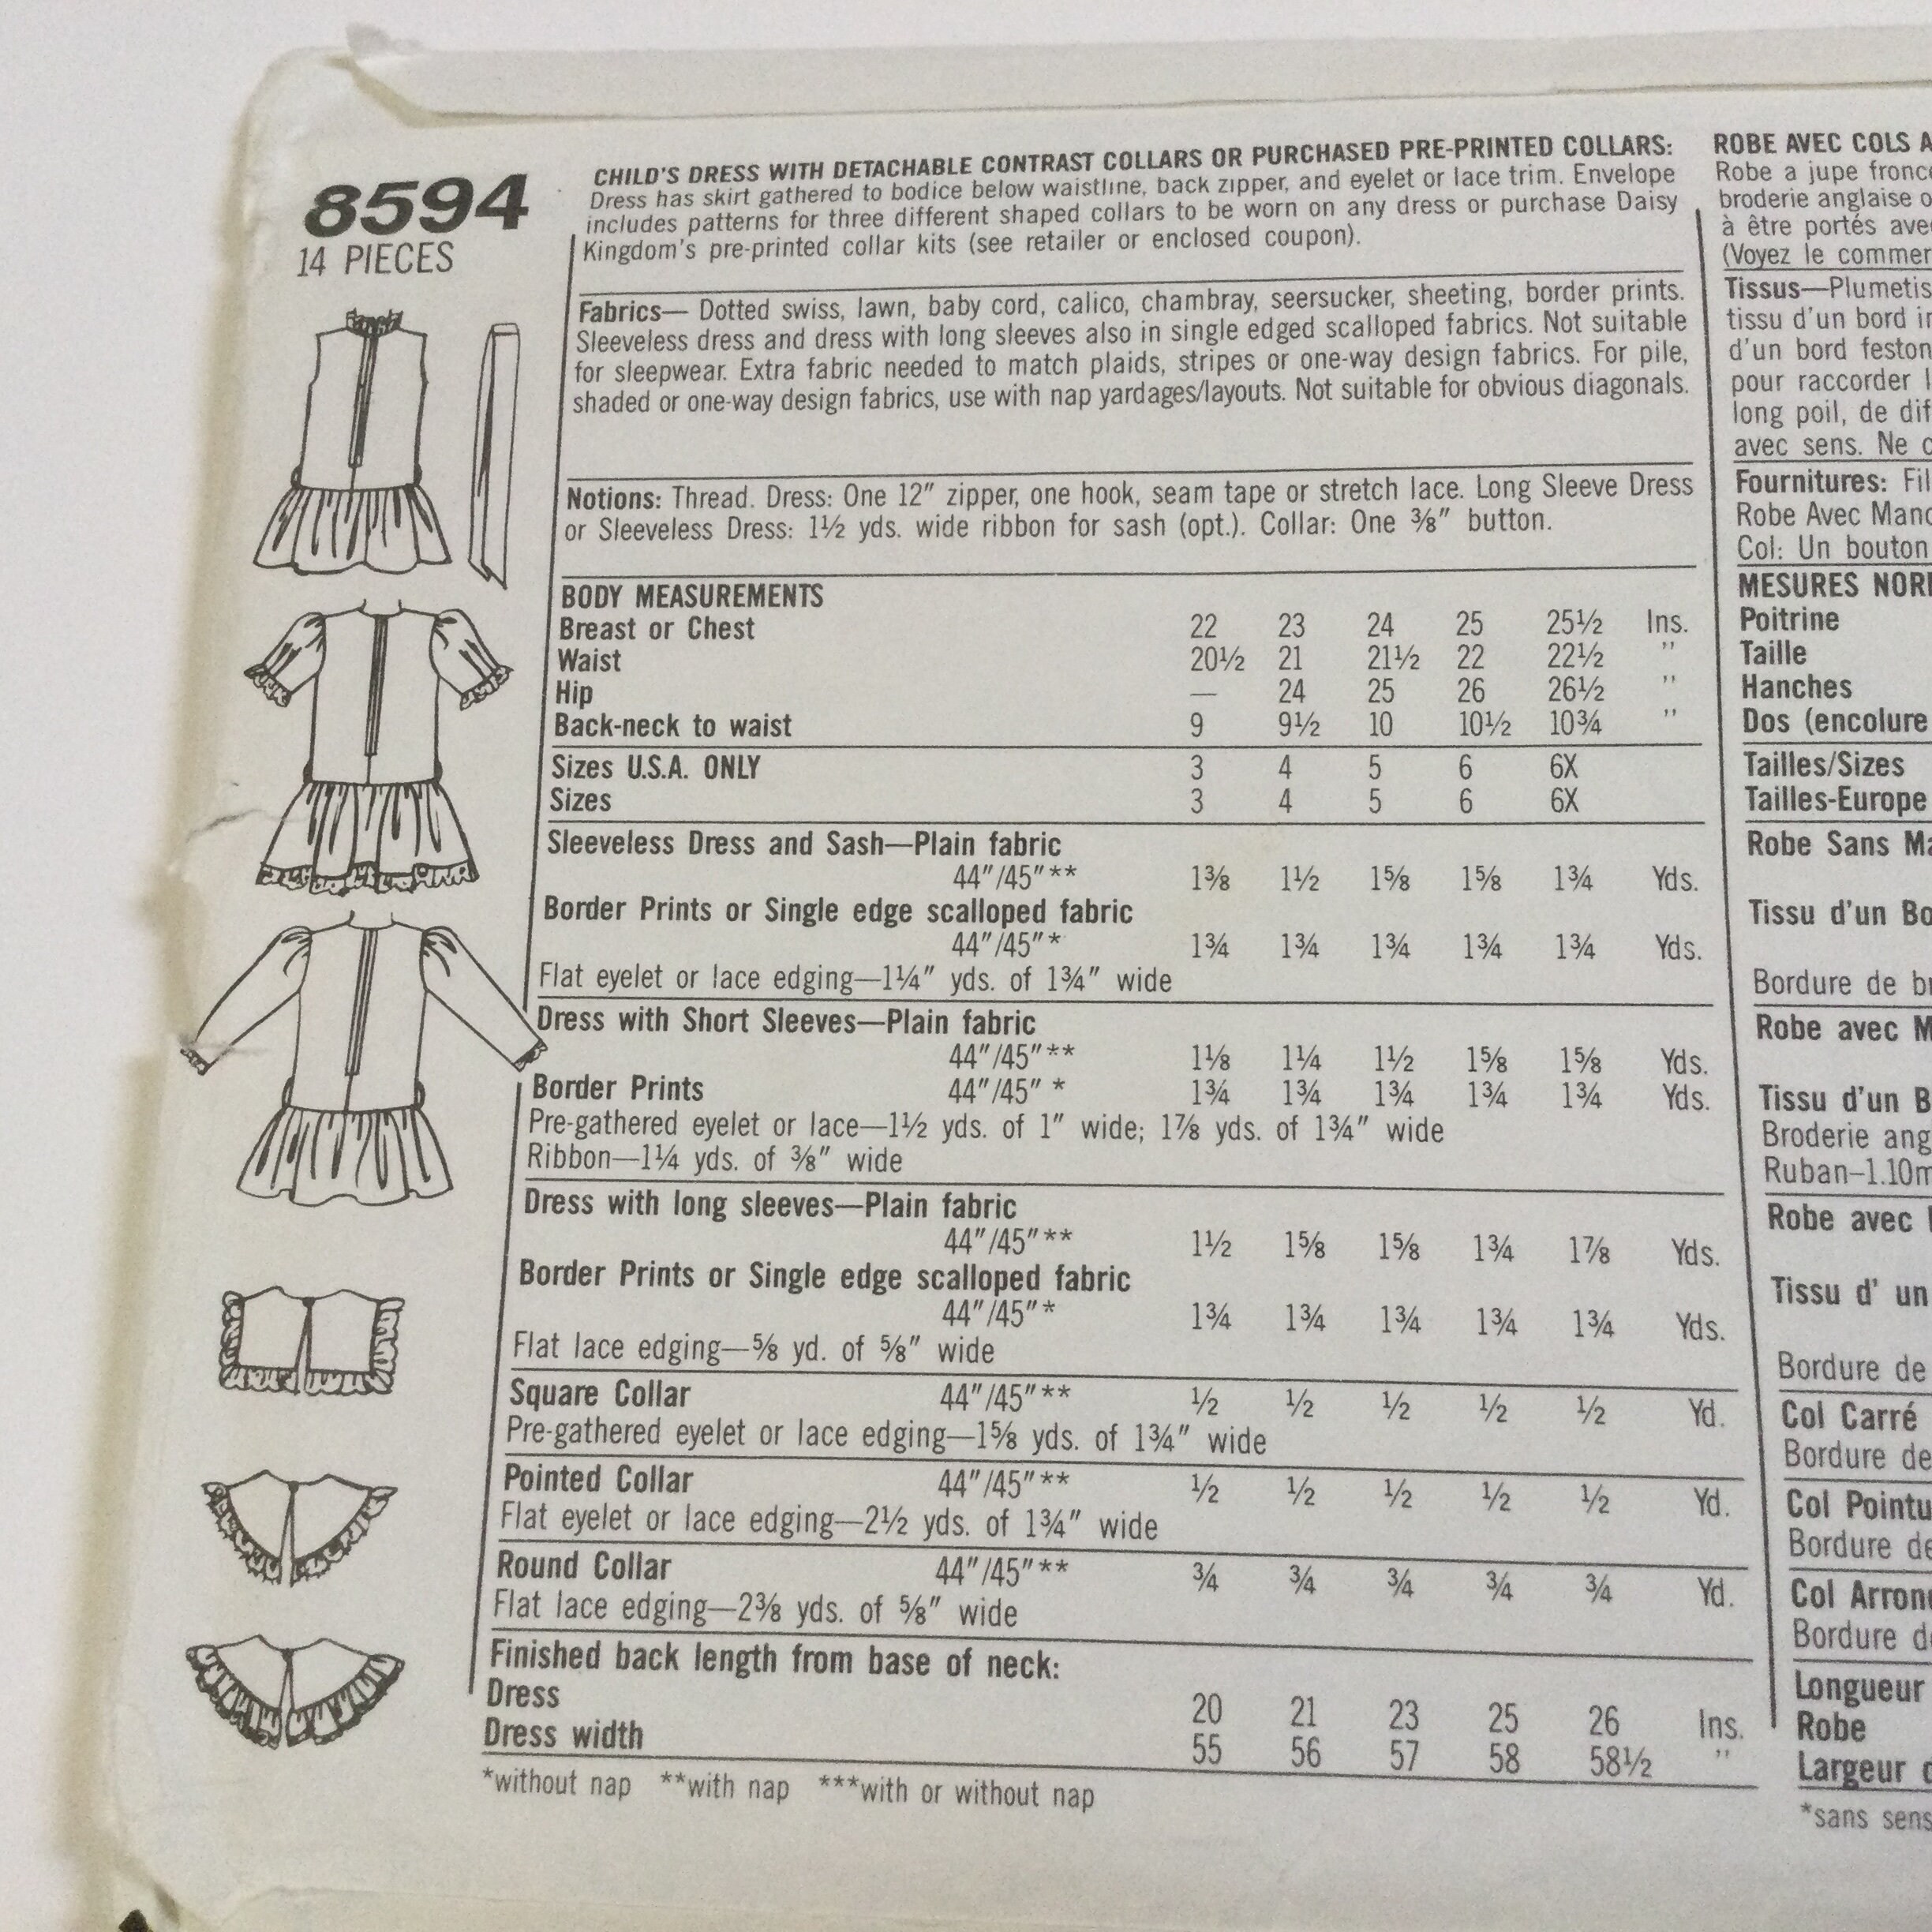 8594
14 PIECES
CHILD'S DRESS WITH DETACHABLE CONTRAST COLLARS OR PURCHASED PRE-PRINTED COLLARS:
Dress has skirt gathered to bodice below waistline, back zipper, and eyelet or lace trim. Envelope
includes patterns for three different shaped collars to be worn on any dress or purchase Daisy
Kingdom's pre-printed collar kits (see retailer or enclosed coupon).
Fabrics— Dotted swiss, lawn, baby cord, calico, chambray, seersucker, sheeting, border prints.
Sleeveless dress and dress with long sleeves also in single edged scalloped fabrics. Not suitable
for sleepwear. Extra fabric needed to match plaids, stripes or one-way design fabrics. For pile,
shaded or one-way design fabrics, use with nap yardages/layouts. Not suitable for obvious diagonals.
Notions: Thread. Dress: One 12″ zipper, one hook, seam tape or stretch lace. Long Sleeve Dress
or Sleeveless Dress: 1½ yds. wide ribbon for sash (opt.). Collar: One ⅜″ button.
BODY MEASUREMENTS
Breast or Chest 22 23 24 25 25½ Ins.
Waist 20½ 21 21½ 22 22½ ″
Hip — 24 25 26 26½ ″
Back-neck to waist 9 9½ 10 10½ 10¾ ″
Sizes U.S.A. ONLY 3 4 5 6 6X
Sizes 3 4 5 6 6X
Sleeveless Dress and Sash—Plain fabric
44″/45″** 1⅜ 1½ 1⅝ 1⅝ 1¾ Yds.
Border Prints or Single edge scalloped fabric
44″/45″* 1¾ 1¾ 1¾ 1¾ 1¾ Yds.
Flat eyelet or lace edging—1¼″ yds. of 1¾″ wide
Dress with Short Sleeves—Plain fabric
44″/45″** 1⅛ 1¼ 1½ 1⅝ 1⅝ Yds.
Border Prints 44″/45″ * 1¾ 1¾ 1¾ 1¾ 1¾ Yds.
Pre-gathered eyelet or lace—1½ yds. of 1″ wide; 1⅞ yds. of 1¾″ wide
Ribbon—1¼ yds. of ⅜″ wide
Dress with long sleeves—Plain fabric
44″/45″** 1½ 1⅝ 1⅝ 1¾ 1⅞ Yds.
Border Prints or Single edge scalloped fabric
44″/45″* 1¾ 1¾ 1¾ 1¾ 1¾ Yds.
Flat lace edging—⅝ yd. of ⅝″ wide
Square Collar 44″/45″** ½ ½ ½ ½ ½ Yd.
Pre-gathered eyelet or lace edging—1⅝ yds. of 1¾″ wide
Pointed Collar 44″/45″** ½ ½ ½ ½ ½ Yd.
Flat eyelet or lace edging—2½ yds. of 1¾″ wide
Round Collar 44″/45″** ¾ ¾ ¾ ¾ ¾ Yd.
Flat lace edging—2⅜ yds. of ⅝″ wide
Finished back length from base of neck:
Dress 20 21 23 25 26 Ins.
Dress width 55 56 57 58 58½ ″
*without nap **with nap ***with or without nap
ROBE AVEC COLS
Robe a jupe
broderie anglaise
à être portés
(Voyez le
Tissus—Plumetis
tissu d'un bord
d'un bord
pour raccorder
long poil, de
avec sens. Ne
Fournitures:
Robe Avec
Col: Un bouton
MESURES
Poitrine
Taille
Hanches
Dos (encolure
Tailles/Sizes
Tailles-Europe
Robe Sans
Tissu d'un
Bordure de
Robe avec
Tissu d'un
Broderie
Ruban–1.10m
Robe avec
Tissu d' un
Bordure de
Col Carré
Bordure de
Col
Bordure
Col
Bordure
Longueur
Robe
Largeur
*sans sens